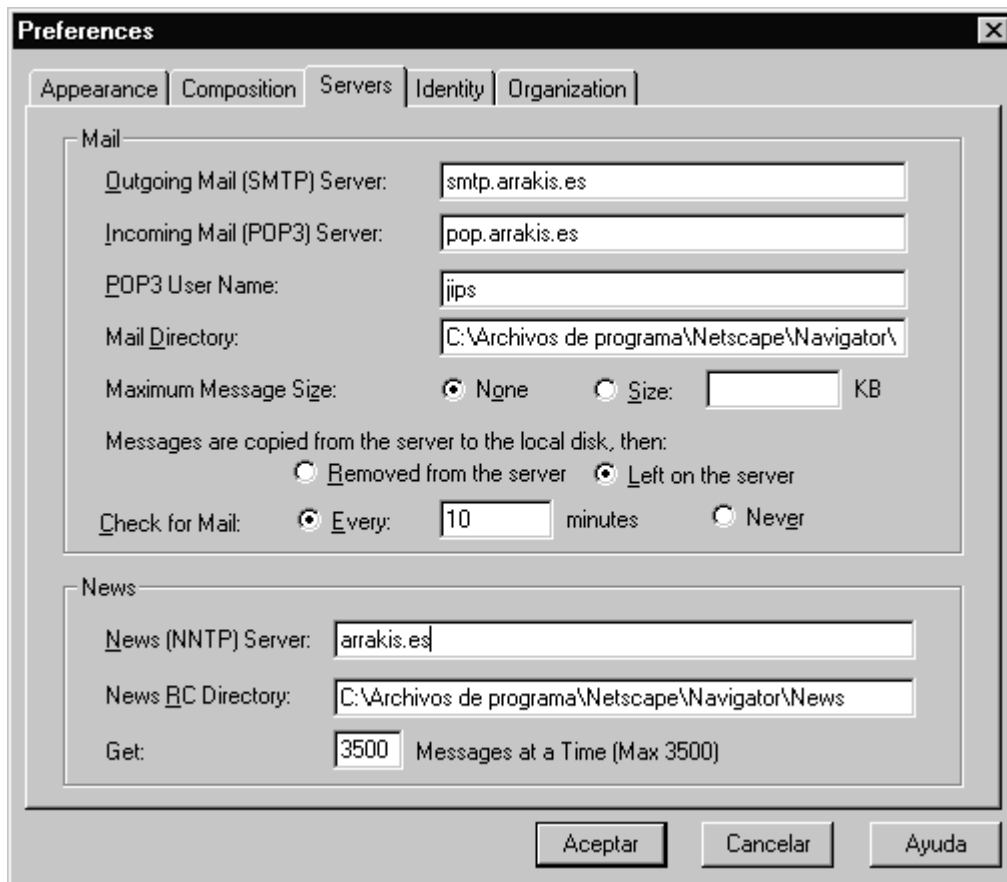 Preferences
Appearance Composition Servers Identity Organization
Mail
Outgoing Mail (SMTP) Server: smtp.arrakis.es
Incoming Mail (POP3) Server: pop.arrakis.es
POP3 User Name: jips
Mail Directory: C:\Archivos de programa\Netscape\Navigator\
Maximum Message Size: None Size: KB
Messages are copied from the server to the local disk, then:
Removed from the server Left on the server
Check for Mail: Every: 10 minutes Never
News
News (NNTP) Server: arrakis.es
News RC Directory: C:\Archivos de programa\Netscape\Navigator\News
Get: 3500 Messages at a Time (Max 3500)
Aceptar Cancelar Ayuda